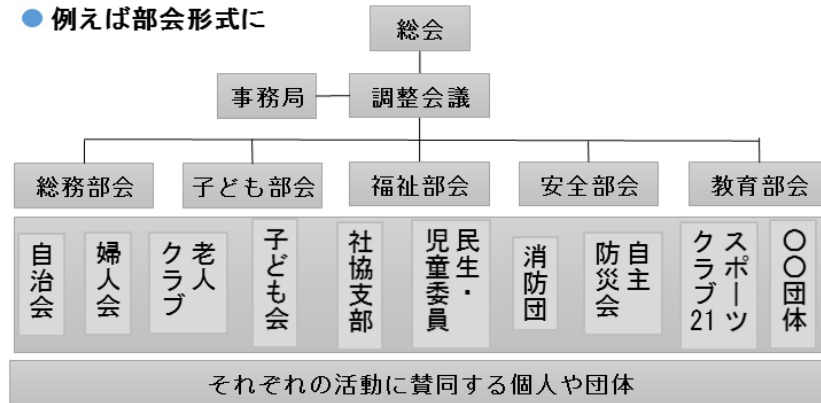 ● 例えば部会形式に
総会
事務局
調整会議
総務部会
子ども部会
福祉部会
安全部会
教育部会
自治会
婦人会
老人
クラブ
子ども会
社協支部
民生・
児童委員
消防団
自主
防災会
スポーツ
クラブ21
〇〇団体
それぞれの活動に賛同する個人や団体